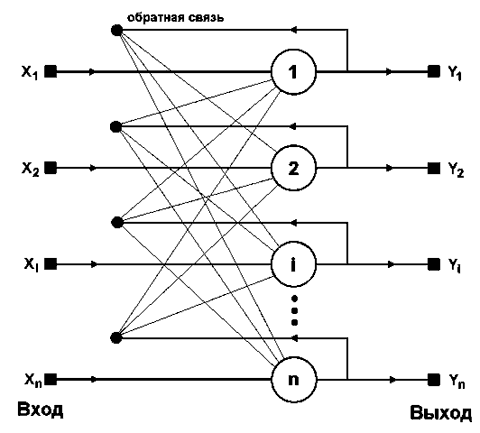 обратная связь
X1 1 Y1
X2 2 Y2
XI i Yi
Xn n Yn
Вход Выход